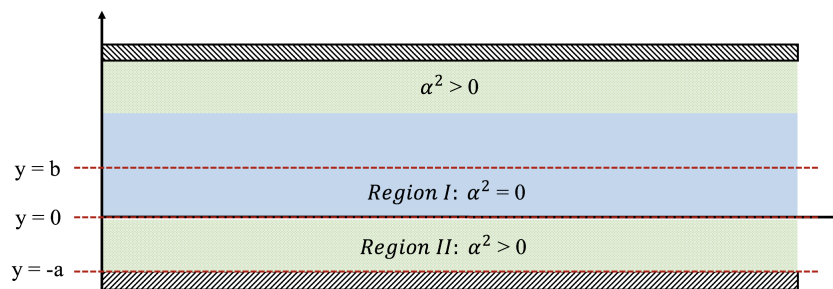 α² > 0
y = b
Region I: α² = 0
y = 0
Region II: α² > 0
y = -a